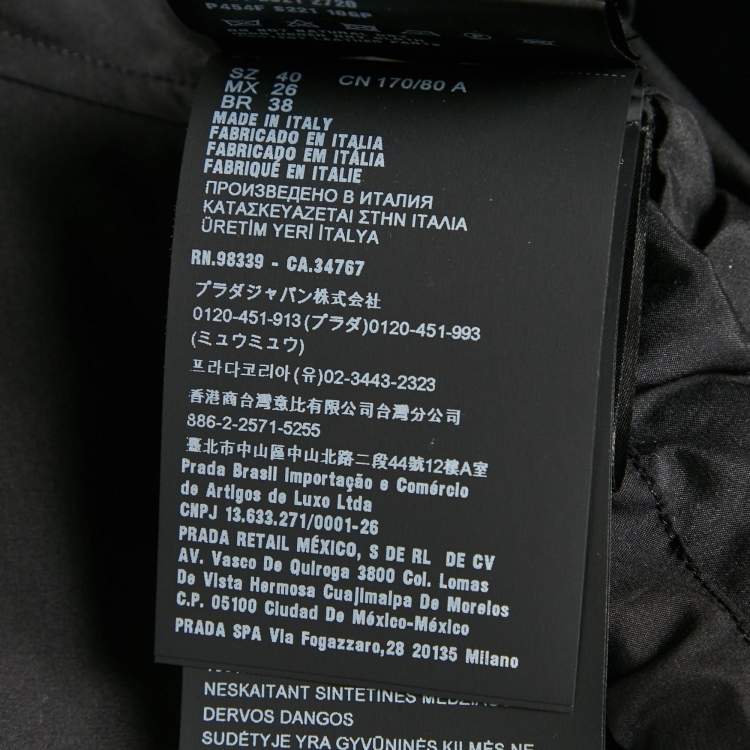 P454F S221 186P
SZ 40 CN 170/80 A
MX 26
BR 38
MADE IN ITALY
FABRICADO EN ITALIA
FABRICADO EM ITÁLIA
FABRIQUÉ EN ITALIE
ПРОИЗВЕДЕНО В ИТАЛИЯ
ΚΑΤΑΣΚΕΥΑΖΕΤΑΙ ΣΤΗΝ ΙΤΑΛΙΑ
ÜRETİM YERİ İTALYA
RN.98339 - CA.34767
プラダジャパン株式会社
0120-451-913(プラダ)0120-451-993
(ミュウミュウ)
프라다코리아(유)02-3443-2323
香港商台灣意比有限公司台灣分公司
886-2-2571-5255
臺北市中山區中山北路二段44號12樓A室
Prada Brasil Importação e Comércio
de Artigos de Luxo Ltda
CNPJ 13.633.271/0001-26
PRADA RETAIL MÉXICO, S DE RL DE CV
AV. Vasco De Quiroga 3800 Col. Lomas
De Vista Hermosa Cuajimalpa De Morelos
C.P. 05100 Ciudad De México-México
PRADA SPA Via Fogazzaro,28 20135 Milano
NESKAITANT SINTETINĖS MEDŽIAGOS
DERVOS DANGOS
SUDĖTYJE YRA GYVŪNINĖS KILMĖS NE